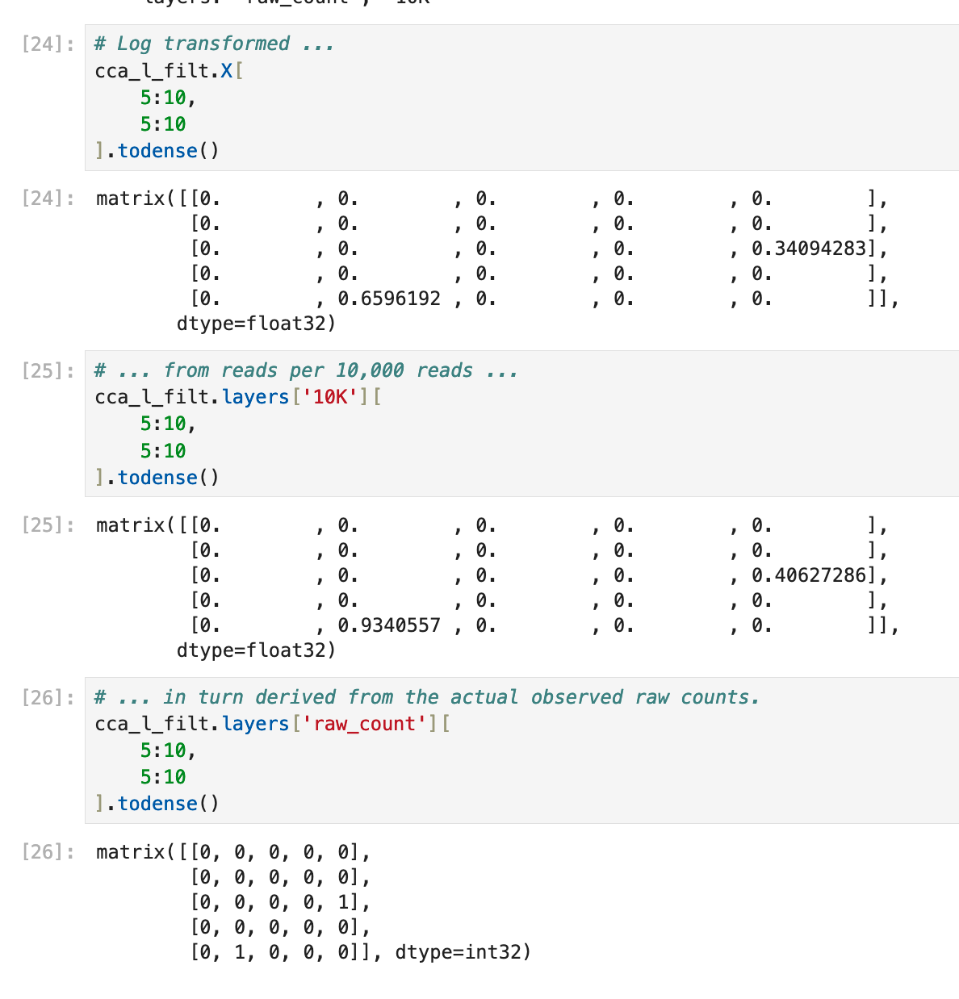 layers: 'raw_count', '10K'
[24]: # Log transformed ...
cca_l_filt.X[
    5:10,
    5:10
].todense()
[24]: matrix([[0.        , 0.        , 0.        , 0.        , 0.        ],
        [0.        , 0.        , 0.        , 0.        , 0.        ],
        [0.        , 0.        , 0.        , 0.        , 0.34094283],
        [0.        , 0.        , 0.        , 0.        , 0.        ],
        [0.        , 0.6596192 , 0.        , 0.        , 0.        ]],
       dtype=float32)
[25]: # ... from reads per 10,000 reads ...
cca_l_filt.layers['10K'][
    5:10,
    5:10
].todense()
[25]: matrix([[0.        , 0.        , 0.        , 0.        , 0.        ],
        [0.        , 0.        , 0.        , 0.        , 0.        ],
        [0.        , 0.        , 0.        , 0.        , 0.40627286],
        [0.        , 0.        , 0.        , 0.        , 0.        ],
        [0.        , 0.9340557 , 0.        , 0.        , 0.        ]],
       dtype=float32)
[26]: # ... in turn derived from the actual observed raw counts.
cca_l_filt.layers['raw_count'][
    5:10,
    5:10
].todense()
[26]: matrix([[0, 0, 0, 0, 0],
        [0, 0, 0, 0, 0],
        [0, 0, 0, 0, 1],
        [0, 0, 0, 0, 0],
        [0, 1, 0, 0, 0]], dtype=int32)